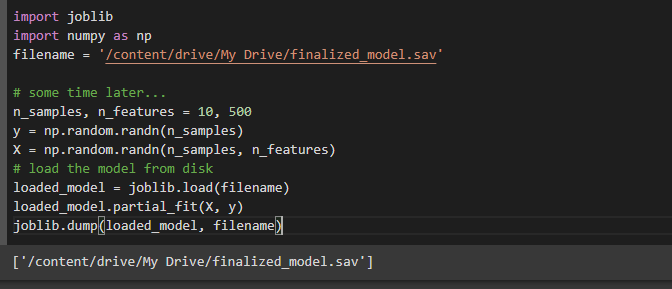 import joblib
import numpy as np
filename = '/content/drive/My Drive/finalized_model.sav'
# some time later...
n_samples, n_features = 10, 500
y = np.random.randn(n_samples)
X = np.random.randn(n_samples, n_features)
# load the model from disk
loaded_model = joblib.load(filename)
loaded_model.partial_fit(X, y)
joblib.dump(loaded_model, filename)
['/content/drive/My Drive/finalized_model.sav']